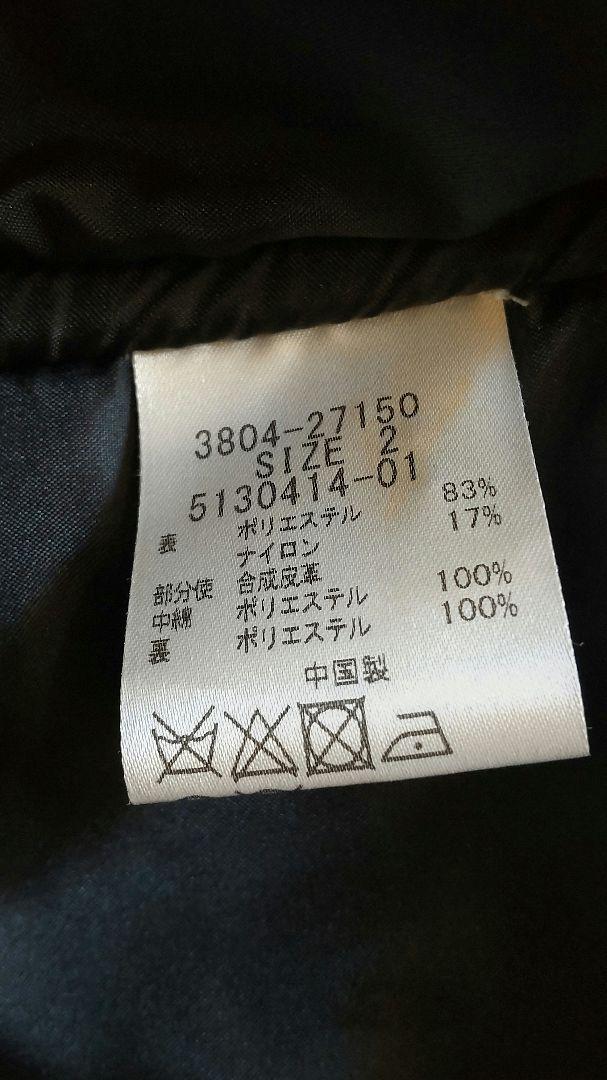 3804-27150
SIZE 2
5130414-01
表 ポリエステル 83%
ナイロン 17%
部分使 合成皮革
中綿 ポリエステル 100%
裏 ポリエステル 100%
中国製